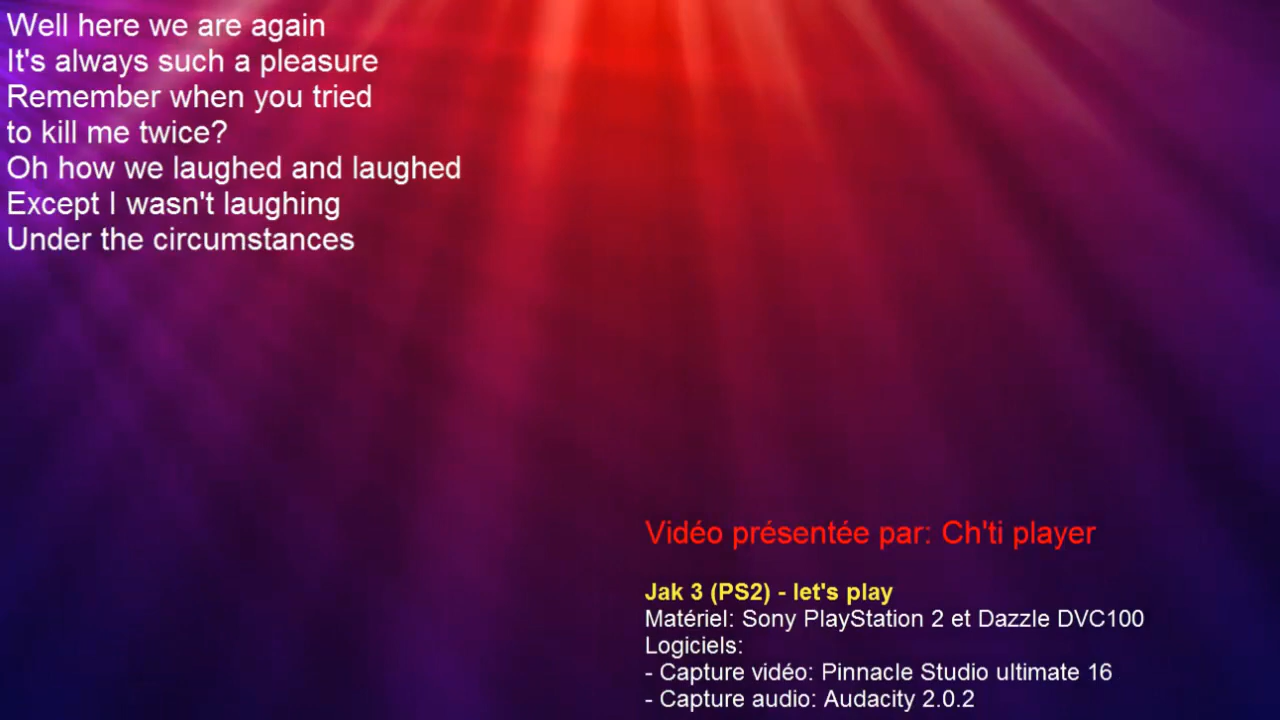 Well here we are again
It's always such a pleasure
Remember when you tried
to kill me twice?
Oh how we laughed and laughed
Except I wasn't laughing
Under the circumstances
Vidéo présentée par: Ch'ti player
Jak 3 (PS2) - let's play
Matériel: Sony PlayStation 2 et Dazzle DVC100
Logiciels:
- Capture vidéo: Pinnacle Studio ultimate 16
- Capture audio: Audacity 2.0.2